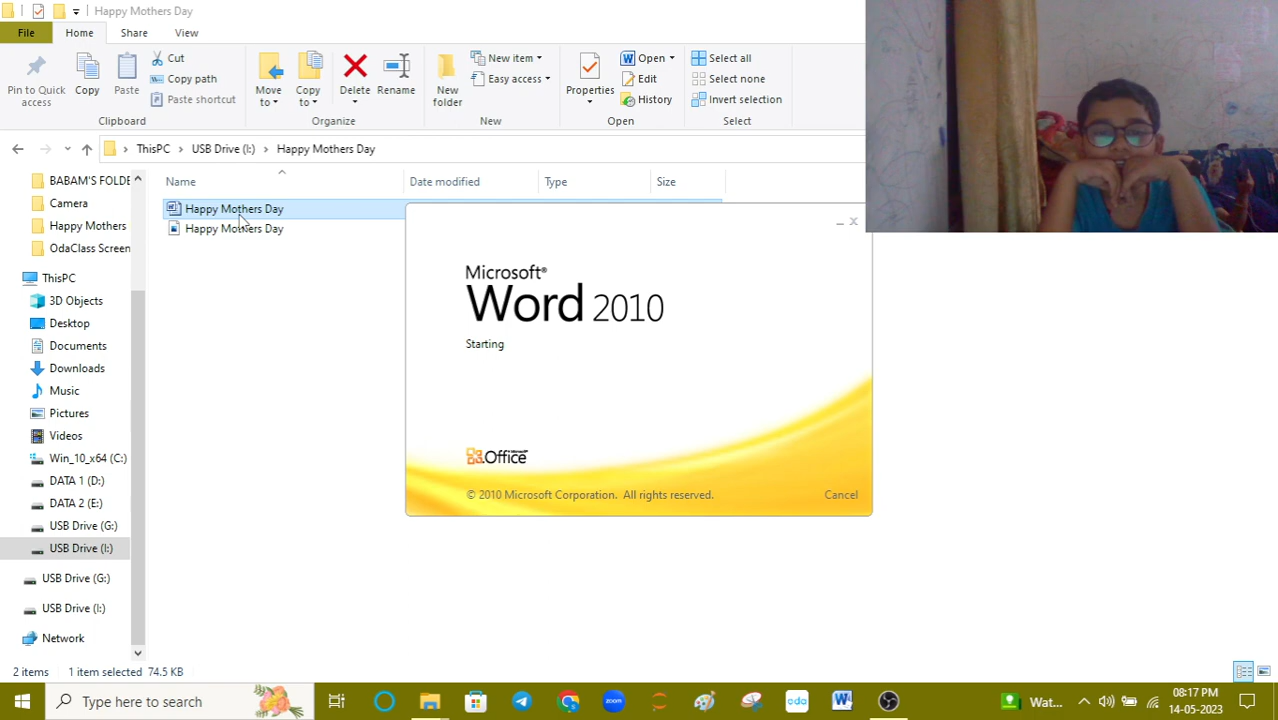 Happy Mothers Day
File Home Share View
Pin to Quick access
Copy
Paste
Cut
Copy path
Paste shortcut
Clipboard
Move to
Copy to
Delete
Rename
Organize
New folder
New item
Easy access
New
Properties
Open
Edit
History
Open
Select all
Select none
Invert selection
Select
ThisPC > USB Drive (I:) > Happy Mothers Day
Name Date modified Type Size
BABAM'S FOLDE
Camera
Happy Mothers
OdaClass Screen
ThisPC
3D Objects
Desktop
Documents
Downloads
Music
Pictures
Videos
Win_10_x64 (C:)
DATA 1 (D:)
DATA 2 (E:)
USB Drive (G:)
USB Drive (I:)
USB Drive (G:)
USB Drive (I:)
Network
Happy Mothers Day
Happy Mothers Day
Microsoft®
Word 2010
Starting
Microsoft
Office
© 2010 Microsoft Corporation. All rights reserved.
Cancel
2 items 1 item selected 74.5 KB
Type here to search
zoom
oda
Wat...
08:17 PM
14-05-2023